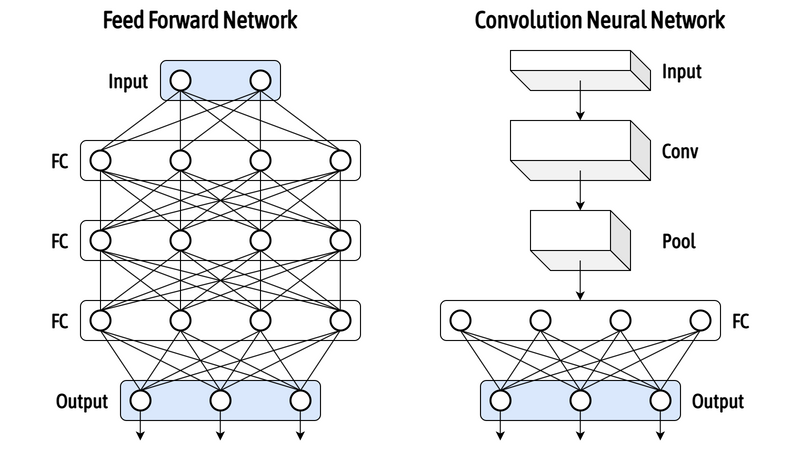 Feed Forward Network
Input
FC
FC
FC
Output
Convolution Neural Network
Input
Conv
Pool
FC
Output